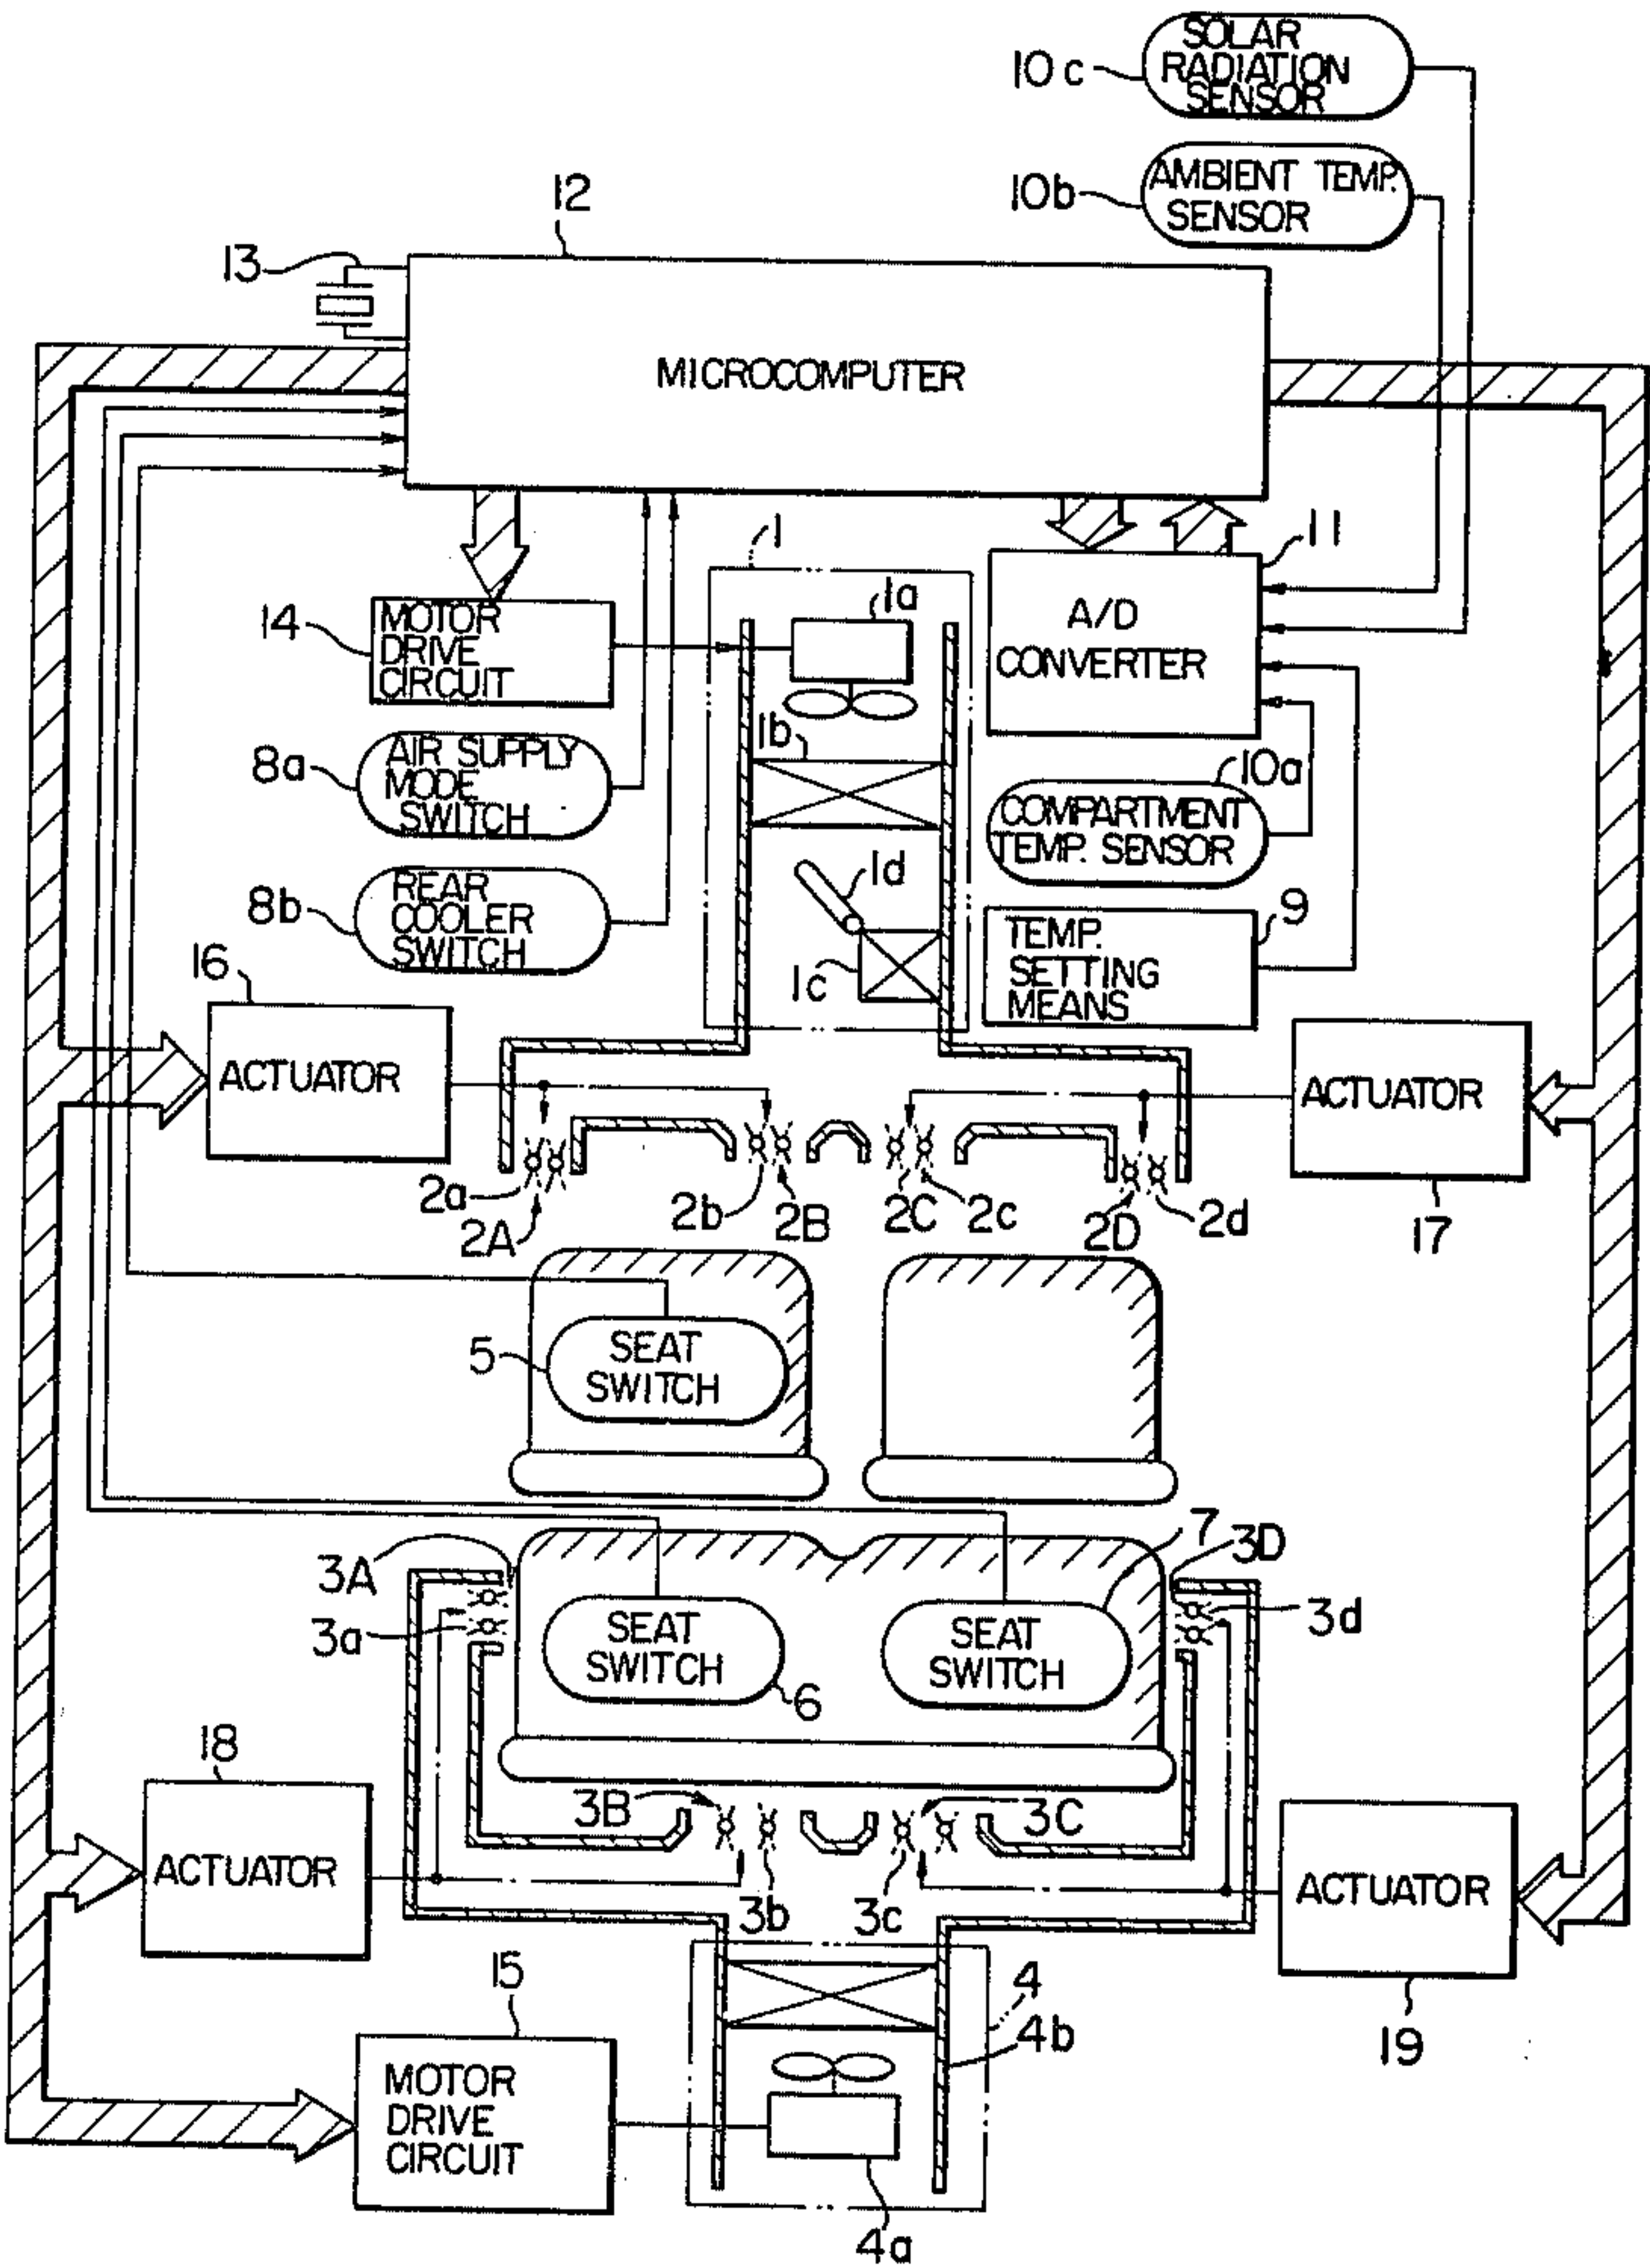 SOLAR
RADIATION
SENSOR
10c
AMBIENT TEMP.
SENSOR
10b
12
13
MICROCOMPUTER
1
11
14
MOTOR
DRIVE
CIRCUIT
1a
A/D
CONVERTER
8a
AIR SUPPLY
MODE
SWITCH
1b
10a
COMPARTMENT
TEMP. SENSOR
8b
REAR
COOLER
SWITCH
1d
1c
9
TEMP.
SETTING
MEANS
16
ACTUATOR
ACTUATOR
17
2a
2A
2b
2B
2C
2c
2D
2d
5
SEAT
SWITCH
7
3A
3D
3a
SEAT
SWITCH
6
SEAT
SWITCH
3d
18
3B
3C
ACTUATOR
3b
3c
ACTUATOR
19
15
4
4b
MOTOR
DRIVE
CIRCUIT
4a